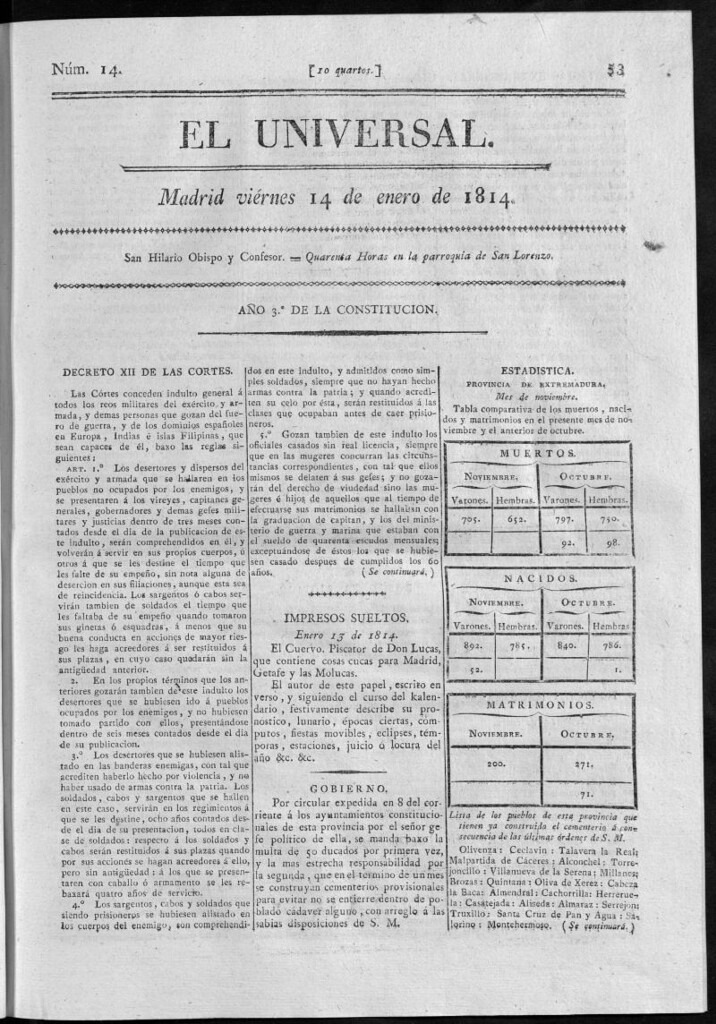 Núm. 14.
[10 quartos.]
53
EL UNIVERSAL.
Madrid viérnes 14 de enero de 1814.
San Hilario Obispo y Confesor. = Quarenta Horas en la parroquia de San Lorenzo.
AÑO 3.º DE LA CONSTITUCION.
DECRETO XII DE LAS CORTES.
Las Córtes conceden indulto general á
todos los reos militares del exército y ar-
mada, y demas personas que gozan del fue-
ro de guerra, y de los dominios españoles
en Europa, Indias é islas Filipinas, que
sean capaces de él, baxo las reglas si-
guientes:
ART. 1.º Los desertores y dispersos del
exército y armada que se hallaren en los
pueblos no ocupados por los enemigos, y
se presentaren á los vireyes, capitanes ge-
nerales, gobernadores y demas gefes mili-
tares y justicias dentro de tres meses con-
tados desde el dia de la publicacion de es-
te indulto, serán comprehendidos en él, y
volverán á servir en sus propios cuerpos, ú
otros á que se les destine el tiempo que
les falte de su empeño, sin nota alguna de
desercion en sus filiaciones, aunque esta sea
de reincidencia. Los sargentos ó cabos ser-
virán tambien de soldados el tiempo que
les faltaba de su empeño quando tomaron
sus ginetas ó esquadras, á menos que su
buena conducta en acciones de mayor ries-
go les haga acreedores á ser restituidos á
sus plazas, en cuyo caso quedarán sin la
antigüedad anterior.
2. En los propios términos que los an-
teriores gozarán tambien de este indulto los
desertores que se hubiesen ido á pueblos
ocupados por los enemigos, y no hubiesen
tomado partido con ellos, presentándose
dentro de seis meses contados desde el dia
de su publicacion.
3.º Los desertores que se hubiesen alis-
tado en las banderas enemigas, con tal que
acrediten haberlo hecho por violencia, y no
haber usado de armas contra la patria. Los
soldados, cabos y sargentos que se hallen
en este caso, servirán en los regimientos á
que se les destine, ocho años contados des-
de el dia de su presentacion, todos en cla-
se de soldados: respecto á los soldados y
cabos serán restituidos á sus plazas quando
por sus acciones se hagan acreedores á ello,
pero sin antigüedad: á los que se presen-
taren con caballo ó armamento se les re-
baxará quatro años de servicio.
4.º Los sargentos, cabos y soldados que
siendo prisioneros se hubiesen alistado en
los cuerpos del enemigo, son comprehendi-
dos en este indulto, y admitidos como sim-
ples soldados, siempre que no hayan hecho
armas contra la patria; y quando acredi-
ten su celo por ésta, serán restituidos á las
clases que ocupaban antes de caer prisio-
neros.
5.º Gozan tambien de este indulto los
oficiales casados sin real licencia, siempre
que en las mugeres concurran las circuns-
tancias correspondientes, con tal que ellos
mismos se delaten á sus gefes; y no goza-
rán del derecho de viudedad sino las mu-
geres é hijos de aquellos que al tiempo de
efectuarse sus matrimonios se hallaban con
la graduacion de capitan, y los del minis-
terio de guerra y marina que estaban con
el sueldo de quarenta escudos mensuales;
exceptuándose de éstos los que se hubie-
sen casado despues de cumplidos los 60
años. (Se continuará.)
IMPRESOS SUELTOS.
Enero 13 de 1814.
El Cuervo. Piscator de Don Lucas,
que contiene cosas cucas para Madrid,
Getafe y las Molucas.
El autor de este papel, escrito en
verso, y siguiendo el curso del kalen-
dario, festivamente describe su pro-
nostico, lunario, épocas ciertas, cóm-
putos, fiestas movibles, eclipses, tém-
poras, estaciones, juicio ó locura del
año &c. &c.
GOBIERNO.
Por circular expedida en 8 del cor-
riente á los ayuntamientos constitucio-
nales de esta provincia por el señor ge-
fe político de ella, se manda baxo la
multa de 50 ducados por primera vez,
y la mas estrecha responsabilidad por
la segunda, que en el término de un mes
se construyan cementerios provisionales
para evitar no se entierre dentro de po-
blado cadáver alguno, con arreglo á las
sabias disposiciones de S. M.
ESTADISTICA.
PROVINCIA DE EXTREMADURA,
Mes de noviembre.
Tabla comparativa de los muertos, naci-
dos y matrimonios en el presente mes de no-
viembre y el anterior de octubre.
MUERTOS.
NOVIEMBRE. OCTUBRE.
Varones. Hembras. Varones. Hembras.
705. 652. 797. 750.
92. 98.
NACIDOS.
NOVIEMBRE. OCTUBRE.
Varones. Hembras. Varones. Hembras
892. 785. 840. 786.
52. 1.
MATRIMONIOS.
NOVIEMBRE. OCTUBRE.
200. 271.
71.
Lista de los pueblos de esta provincia que
tienen ya construido el cementerio á con-
secuencia de las últimas órdenes de S. M.
Olivenza: Ceclavin: Talavera la Real;
Malpartida de Cáceres: Alconchel: Torre-
joncillo: Villanueva de la Serena; Millanes;
Brozas: Quintana: Oliva de Xerez: Cabeza
la Baca: Almendral: Cachorrilla: Herrerue-
la: Casatejada: Almeda: Almaraz: Serrejon;
Truxillo: Santa Cruz de Pan y Agua: Sa-
lorino: Montehermoso. (Se continuará.)